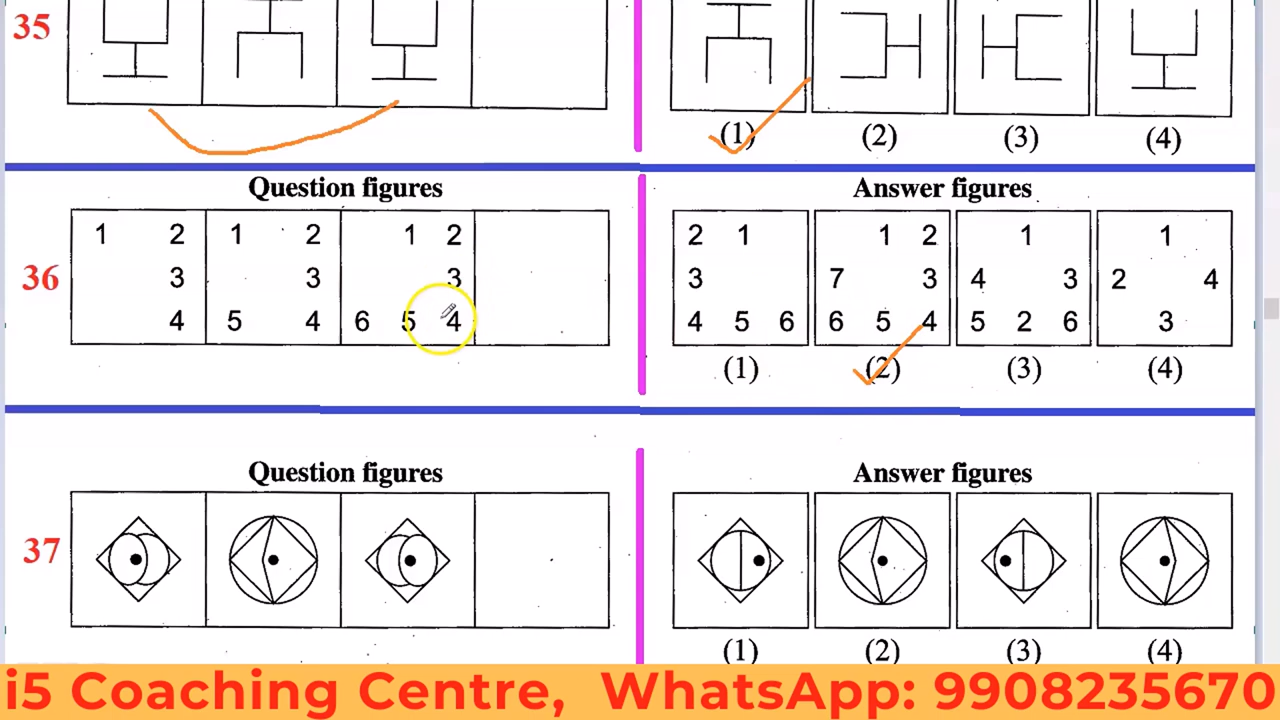 35
(1) (2) (3) (4)
Question figures Answer figures
36
1 2 1 2 1 2 2 1 1 2 1 1
3 3 3 3 7 3 4 3 2 4
4 5 4 6 5 4 4 5 6 6 5 4 5 2 6 3
(1) (2) (3) (4)
Question figures Answer figures
37
(1) (2) (3) (4)
i5 Coaching Centre, WhatsApp: 9908235670